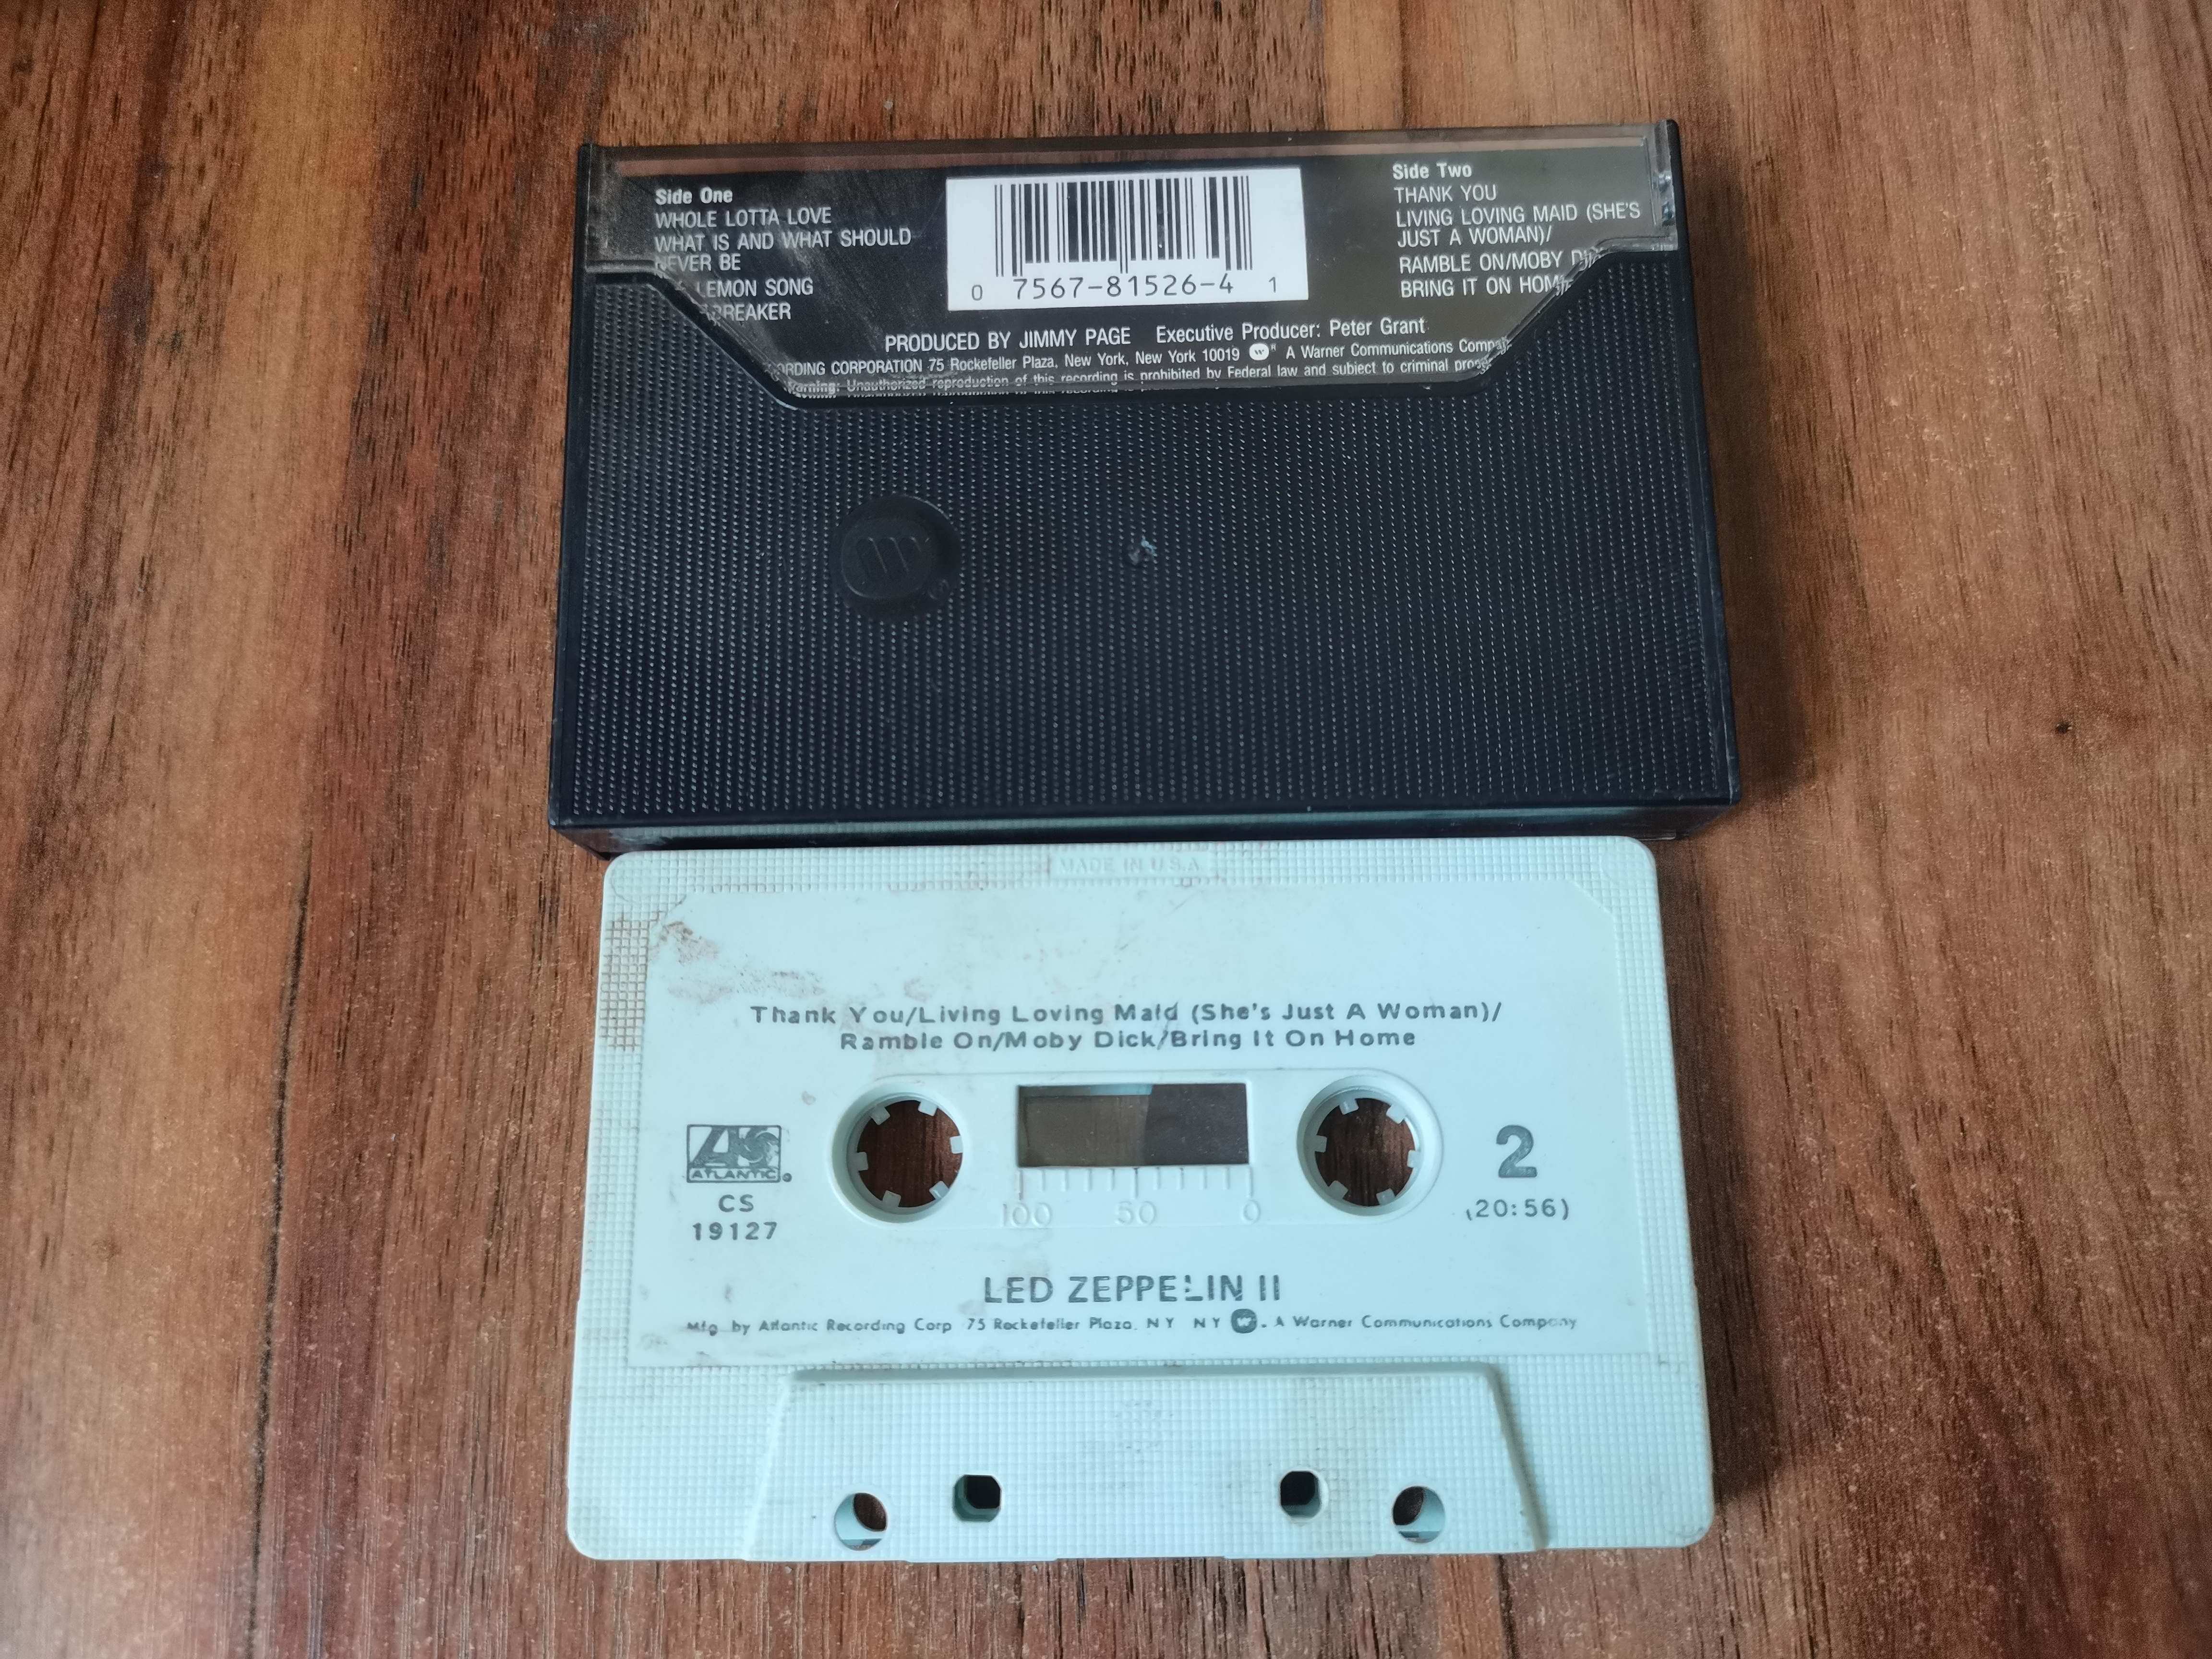 Side One
WHOLE LOTTA LOVE
WHAT IS AND WHAT SHOULD
NEVER BE
LEMON SONG
BREAKER
0 7567-81526-4 1
Side Two
THANK YOU
LIVING LOVING MAID (SHE'S
JUST A WOMAN)/
RAMBLE ON/MOBY
BRING IT ON HOME
PRODUCED BY JIMMY PAGE Executive Producer: Peter Grant
CORPORATION 75 Rockefeller Plaza, New York, New York 10019 A Warner Communications
Warning: Unauthorized reproduction of this recording is prohibited by Federal law and subject to criminal
MADE IN U.S.A.
Thank You/Living Loving Maid (She's Just A Woman)/
Ramble On/Moby Dick/Bring It On Home
ATLANTIC
CS
19127
100 50 0
2
(20:56)
LED ZEPPELIN II
Mfg by Atlantic Recording Corp 75 Rockefeller Plaza, NY NY A Warner Communications Company